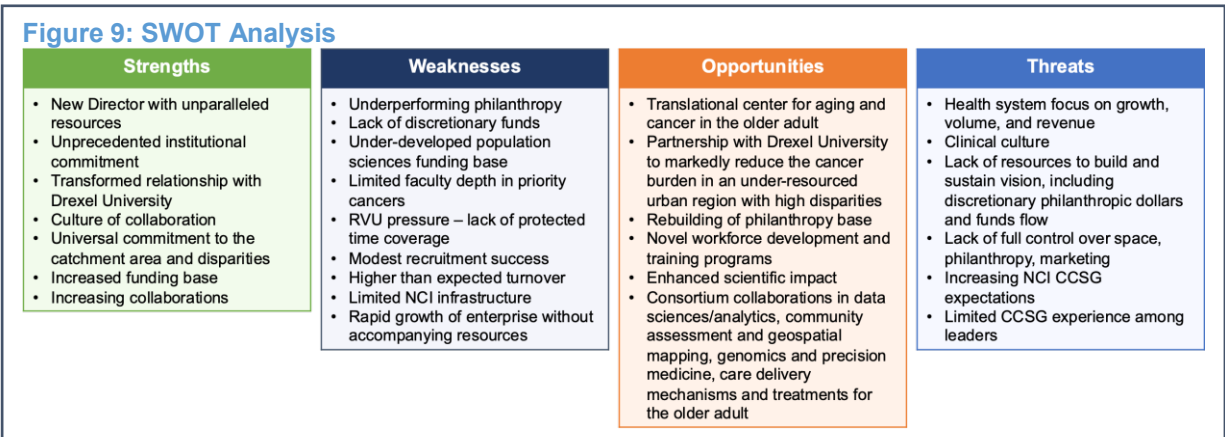 Figure 9: SWOT Analysis
Strengths
• New Director with unparalleled
resources
• Unprecedented institutional
commitment
• Transformed relationship with
Drexel University
• Culture of collaboration
• Universal commitment to the
catchment area and disparities
• Increased funding base
• Increasing collaborations
Weaknesses
• Underperforming philanthropy
• Lack of discretionary funds
• Under-developed population
sciences funding base
• Limited faculty depth in priority
cancers
• RVU pressure – lack of protected
time coverage
• Modest recruitment success
• Higher than expected turnover
• Limited NCI infrastructure
• Rapid growth of enterprise without
accompanying resources
Opportunities
• Translational center for aging and
cancer in the older adult
• Partnership with Drexel University
to markedly reduce the cancer
burden in an under-resourced
urban region with high disparities
• Rebuilding of philanthropy base
• Novel workforce development and
training programs
• Enhanced scientific impact
• Consortium collaborations in data
sciences/analytics, community
assessment and geospatial
mapping, genomics and precision
medicine, care delivery
mechanisms and treatments for
the older adult
Threats
• Health system focus on growth,
volume, and revenue
• Clinical culture
• Lack of resources to build and
sustain vision, including
discretionary philanthropic dollars
and funds flow
• Lack of full control over space,
philanthropy, marketing
• Increasing NCI CCSG
expectations
• Limited CCSG experience among
leaders